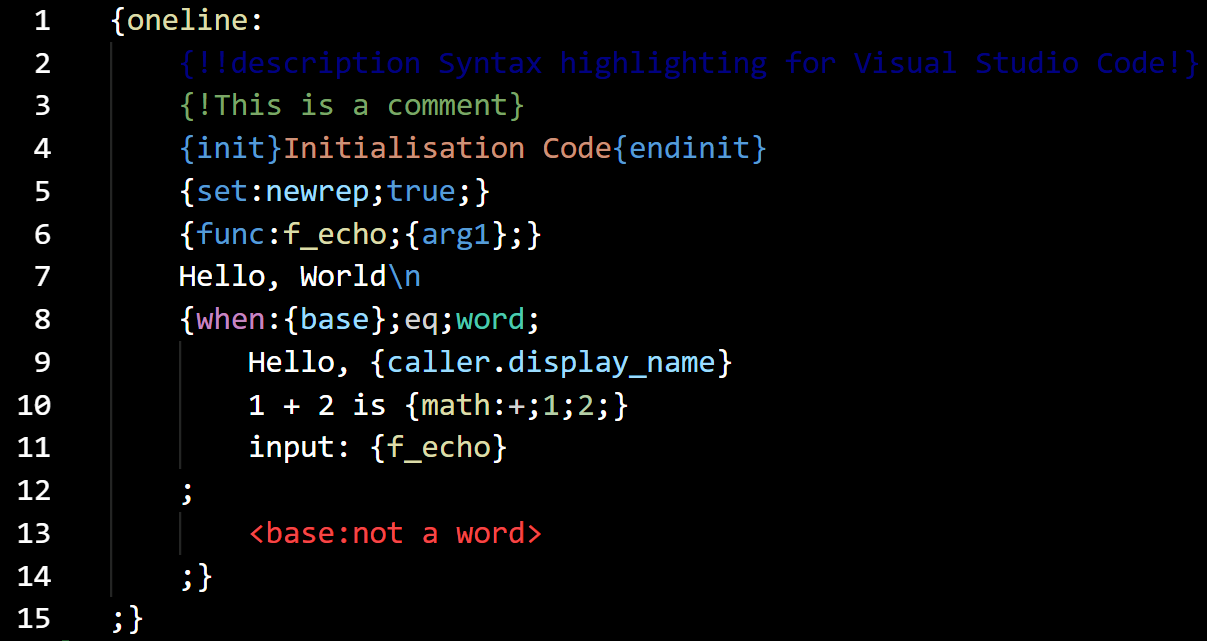 1 {oneline:
2 {!!description Syntax highlighting for Visual Studio Code!}
3 {!This is a comment}
4 {init}Initialisation Code{endinit}
5 {set:newrep;true;}
6 {func:f_echo;{arg1};}
7 Hello, World\n
8 {when:{base};eq;word;
9 Hello, {caller.display_name}
10 1 + 2 is {math:+;1;2;}
11 input: {f_echo}
12 ;
13 <base:not a word>
14 ;}
15 ;}